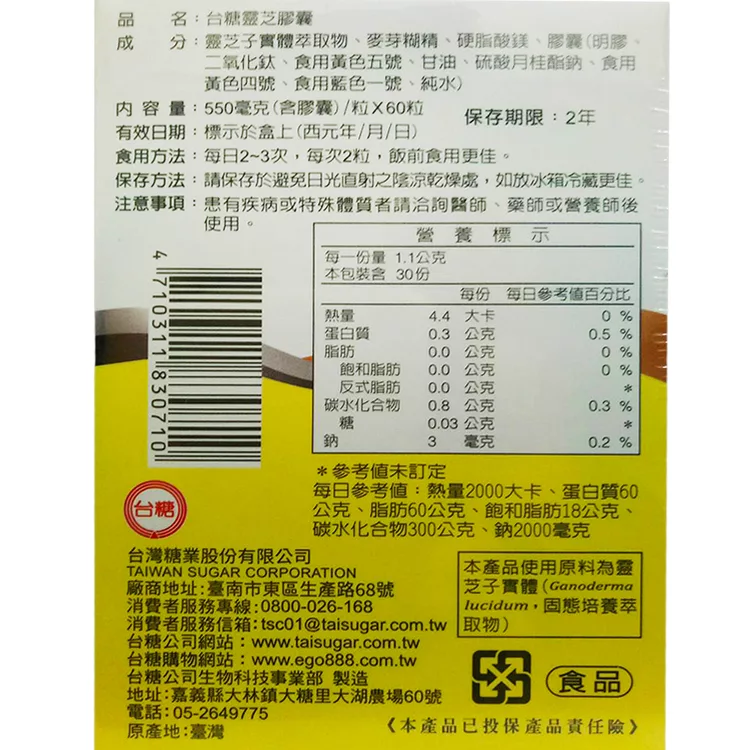 品名：台糖靈芝膠囊
成分：靈芝子實體萃取物、麥芽糊精、硬脂酸鎂、膠囊(明膠、
二氧化鈦、食用黃色五號、甘油、硫酸月桂酯鈉、食用
黃色四號、食用藍色一號、純水)
內容量：550毫克(含膠囊)/粒X60粒
保存期限：2年
有效日期：標示於盒上(西元年/月/日)
食用方法：每日2~3次，每次2粒，飯前食用更佳。
保存方法：請保存於避免日光直射之陰涼乾燥處，如放冰箱冷藏更佳。
注意事項：患有疾病或特殊體質者請洽詢醫師、藥師或營養師後
使用。
營養標示
每一份量 1.1公克
本包裝含 30份
每份 每日參考值百分比
熱量 4.4 大卡 0 %
蛋白質 0.3 公克 0.5 %
脂肪 0.0 公克 0 %
飽和脂肪 0.0 公克 0 %
反式脂肪 0.0 公克 *
碳水化合物 0.8 公克 0.3 %
糖 0.03 公克 *
鈉 3 毫克 0.2 %
*參考值未訂定
每日參考值：熱量2000大卡、蛋白質60
公克、脂肪60公克、飽和脂肪18公克、
碳水化合物300公克、鈉2000毫克
4 710311 830710
台糖
台灣糖業股份有限公司
TAIWAN SUGAR CORPORATION
廠商地址:臺南市東區生產路68號
消費者服務專線:0800-026-168
消費者服務信箱:tsc01@taisugar.com.tw
台糖公司網站：www.taisugar.com.tw
台糖購物網站：www.ego888.com.tw
台糖公司生物科技事業部 製造
地址:嘉義縣大林鎮大糖里大湖農場60號
電話:05-2649775
原產地:臺灣
本產品使用原料為靈
芝子實體(Ganoderma
lucidum，固態培養萃
取物)
食品
《本產品已投保產品責任險》